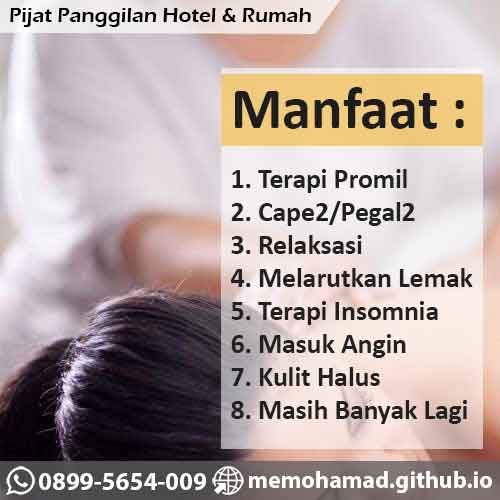 Pijat Panggilan Hotel & Rumah
Manfaat :
1. Terapi Promil
2. Cape2/Pegal2
3. Relaksasi
4. Melarutkan Lemak
5. Terapi Insomnia
6. Masuk Angin
7. Kulit Halus
8. Masih Banyak Lagi
0899-5654-009 memohamad.github.io